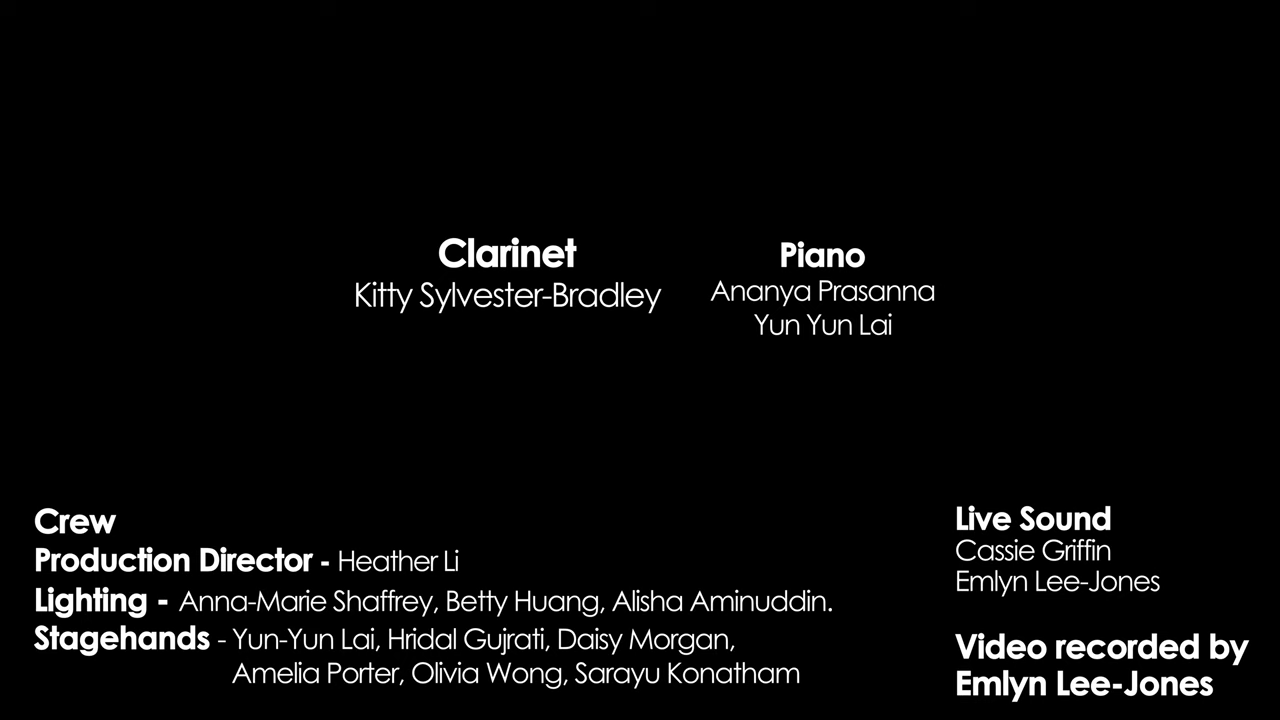 Clarinet
Kitty Sylvester-Bradley
Piano
Ananya Prasanna
Yun Yun Lai
Crew
Production Director - Heather Li
Lighting - Anna-Marie Shaffrey, Betty Huang, Alisha Aminuddin.
Stagehands - Yun-Yun Lai, Hridal Gujrati, Daisy Morgan,
Amelia Porter, Olivia Wong, Sarayu Konatham
Live Sound
Cassie Griffin
Emlyn Lee-Jones
Video recorded by
Emlyn Lee-Jones